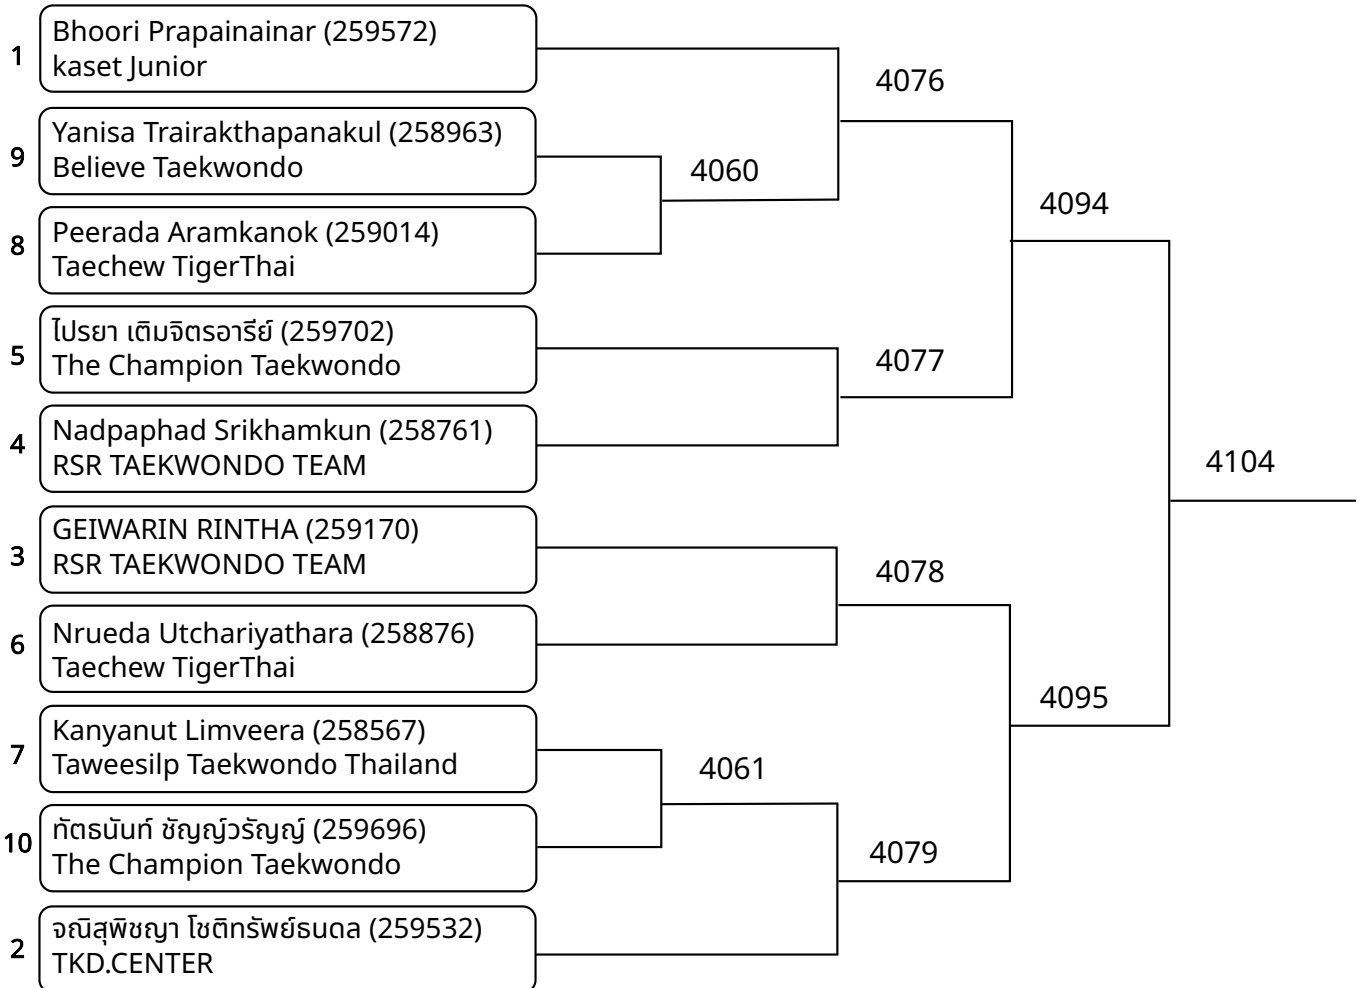 1
Bhoori Prapainainar (259572)
kaset Junior
9
Yanisa Trairakthapanakul (258963)
Believe Taekwondo
8
Peerada Aramkanok (259014)
Taechew TigerThai
5
ไปรยา เติมจิตรอารีย์ (259702)
The Champion Taekwondo
4
Nadpaphad Srikhamkun (258761)
RSR TAEKWONDO TEAM
3
GEIWARIN RINTHA (259170)
RSR TAEKWONDO TEAM
6
Nrueda Utchariyathara (258876)
Taechew TigerThai
7
Kanyanut Limveera (258567)
Taweesilp Taekwondo Thailand
10
ทัตธนันท์ ชัญญ์วรัญญ์ (259696)
The Champion Taekwondo
2
จณิสุพิชญา โชติทรัพย์ธนดล (259532)
TKD.CENTER
4060
4061
4076
4077
4078
4079
4094
4095
4104